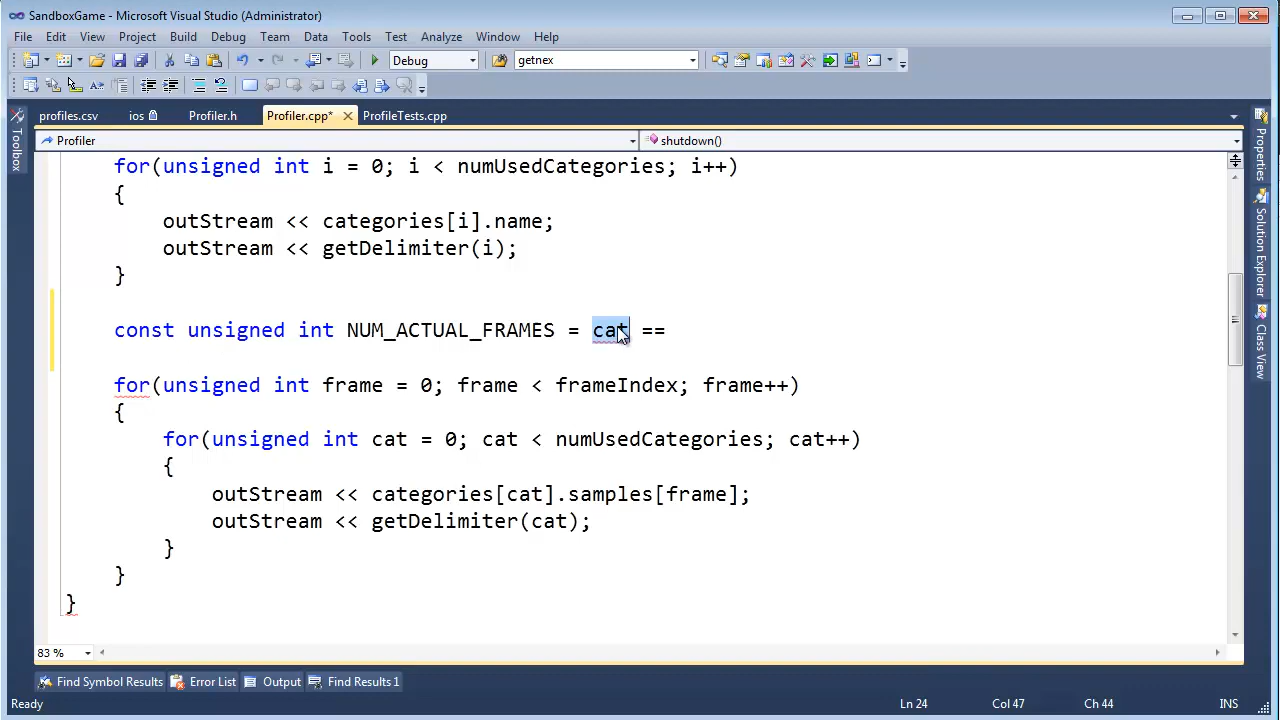 SandboxGame - Microsoft Visual Studio (Administrator)
File Edit View Project Build Debug Team Data Tools Test Analyze Window Help
Debug getnex
profiles.csv ios Profiler.h Profiler.cpp* ProfileTests.cpp
Profiler shutdown()
for(unsigned int i = 0; i < numUsedCategories; i++)
{
outStream << categories[i].name;
outStream << getDelimiter(i);
}
const unsigned int NUM_ACTUAL_FRAMES = cat ==
for(unsigned int frame = 0; frame < frameIndex; frame++)
{
for(unsigned int cat = 0; cat < numUsedCategories; cat++)
{
outStream << categories[cat].samples[frame];
outStream << getDelimiter(cat);
}
}
}
83 %
Toolbox
Properties
Solution Explorer
Class View
Find Symbol Results Error List Output Find Results 1
Ready Ln 24 Col 47 Ch 44 INS